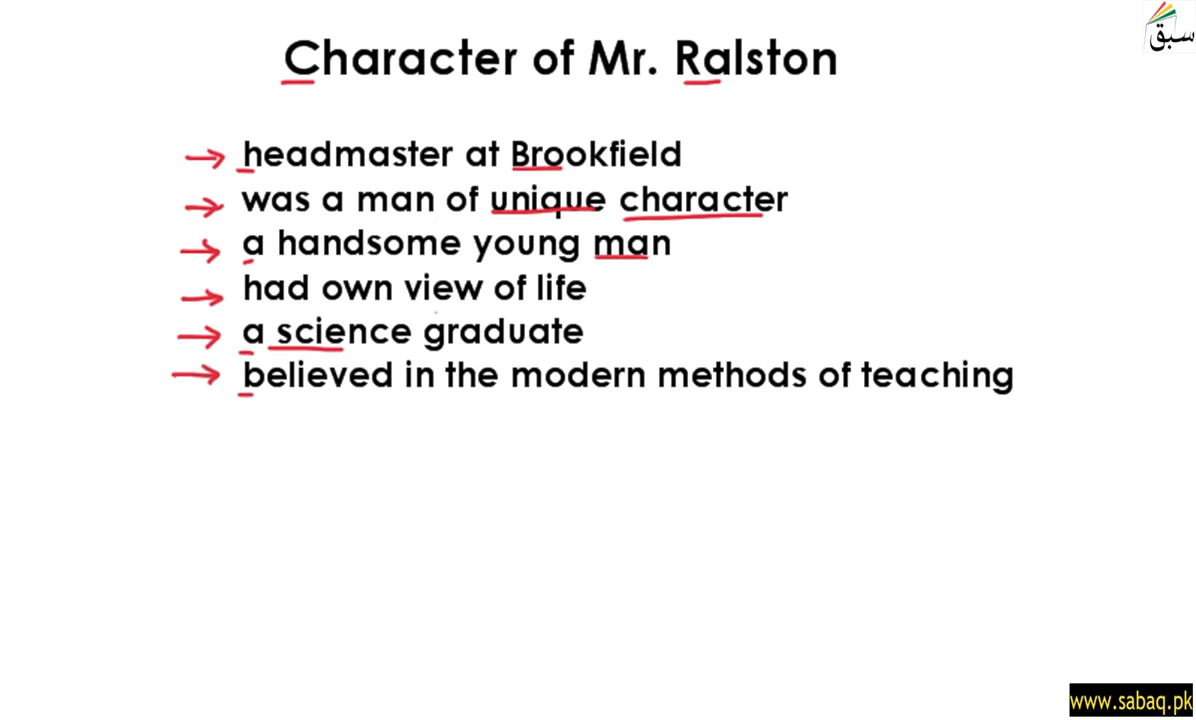 سبق
Character of Mr. Ralston
headmaster at Brookfield
was a man of unique character
a handsome young man
had own view of life
a science graduate
believed in the modern methods of teaching
www.sabaq.pk